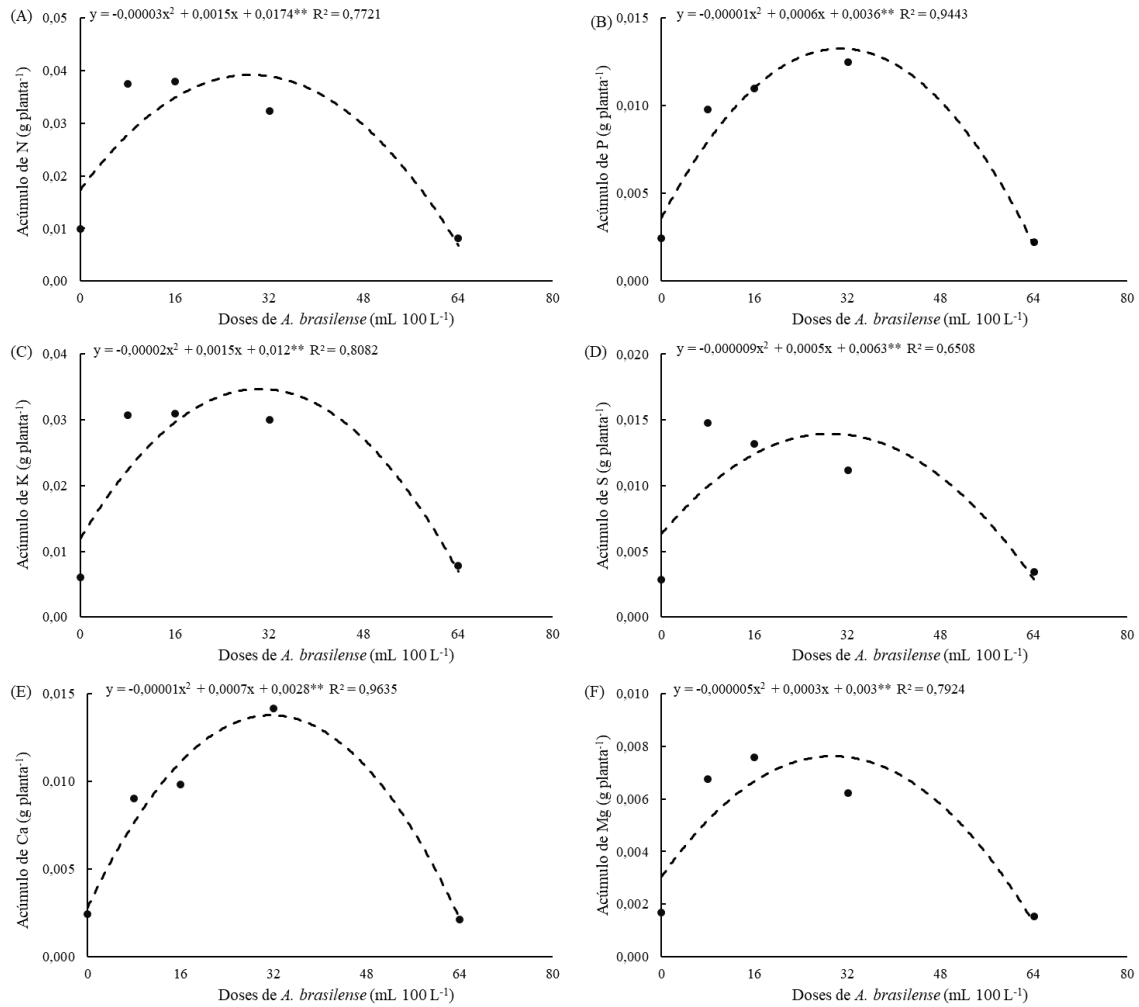 (A)
y = -0,00003x² + 0,0015x + 0,0174** R² = 0,7721
Acúmulo de N (g planta⁻¹)
0,05
0,04
0,03
0,02
0,01
0,00
0 16 32 48 64 80
Doses de A. brasilense (mL 100 L⁻¹)
(B)
y = -0,00001x² + 0,0006x + 0,0036** R² = 0,9443
Acúmulo de P (g planta⁻¹)
0,015
0,010
0,005
0,000
0 16 32 48 64 80
Doses de A. brasilense (mL 100 L⁻¹)
(C)
y = -0,00002x² + 0,0015x + 0,012** R² = 0,8082
Acúmulo de K (g planta⁻¹)
0,04
0,03
0,02
0,01
0,00
0 16 32 48 64 80
Doses de A. brasilense (mL 100 L⁻¹)
(D)
y = -0,000009x² + 0,0005x + 0,0063** R² = 0,6508
Acúmulo de S (g planta⁻¹)
0,020
0,015
0,010
0,005
0,000
0 16 32 48 64 80
Doses de A. brasilense (mL 100 L⁻¹)
(E)
y = -0,00001x² + 0,0007x + 0,0028** R² = 0,9635
Acúmulo de Ca (g planta⁻¹)
0,015
0,010
0,005
0,000
0 16 32 48 64 80
Doses de A. brasilense (mL 100 L⁻¹)
(F)
y = -0,000005x² + 0,0003x + 0,003** R² = 0,7924
Acúmulo de Mg (g planta⁻¹)
0,010
0,008
0,006
0,004
0,002
0,000
0 16 32 48 64 80
Doses de A. brasilense (mL 100 L⁻¹)